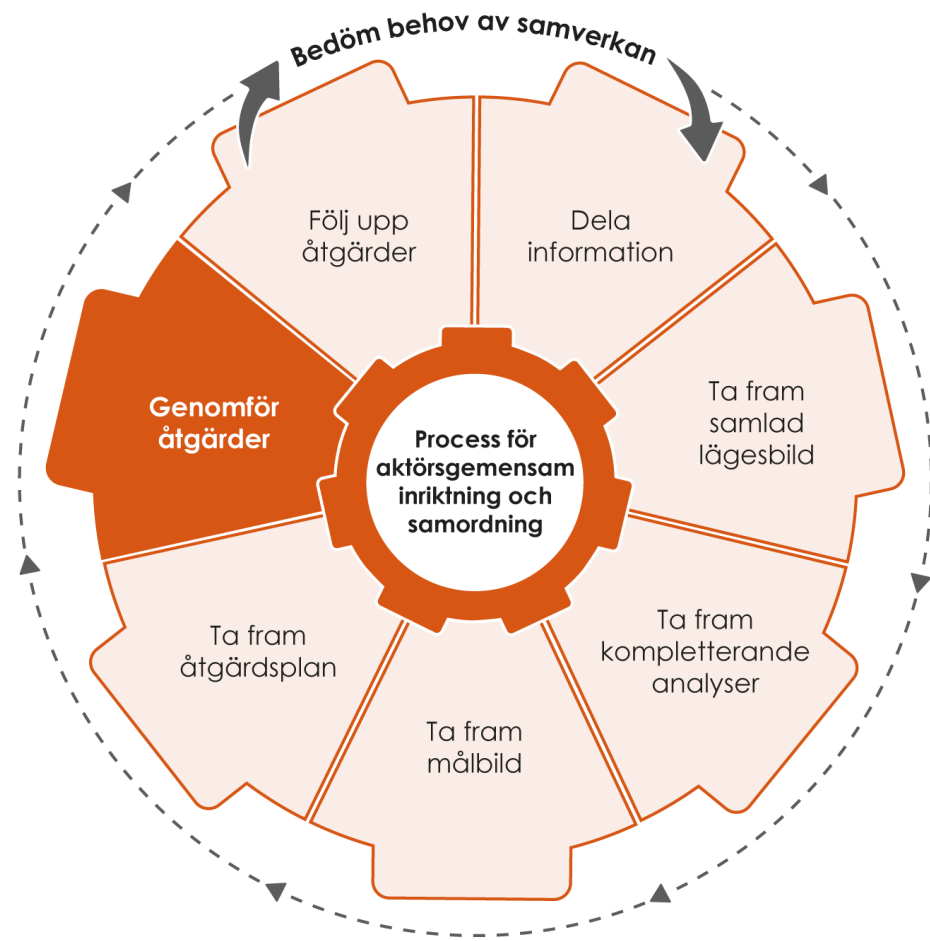 Bedöm behov av samverkan
Dela
information
Ta fram
samlad
lägesbild
Ta fram
kompletterande
analyser
Ta fram
målbild
Ta fram
åtgärdsplan
Genomför
åtgärder
Följ upp
åtgärder
Process för
aktörsgemensam
inriktning och
samordning